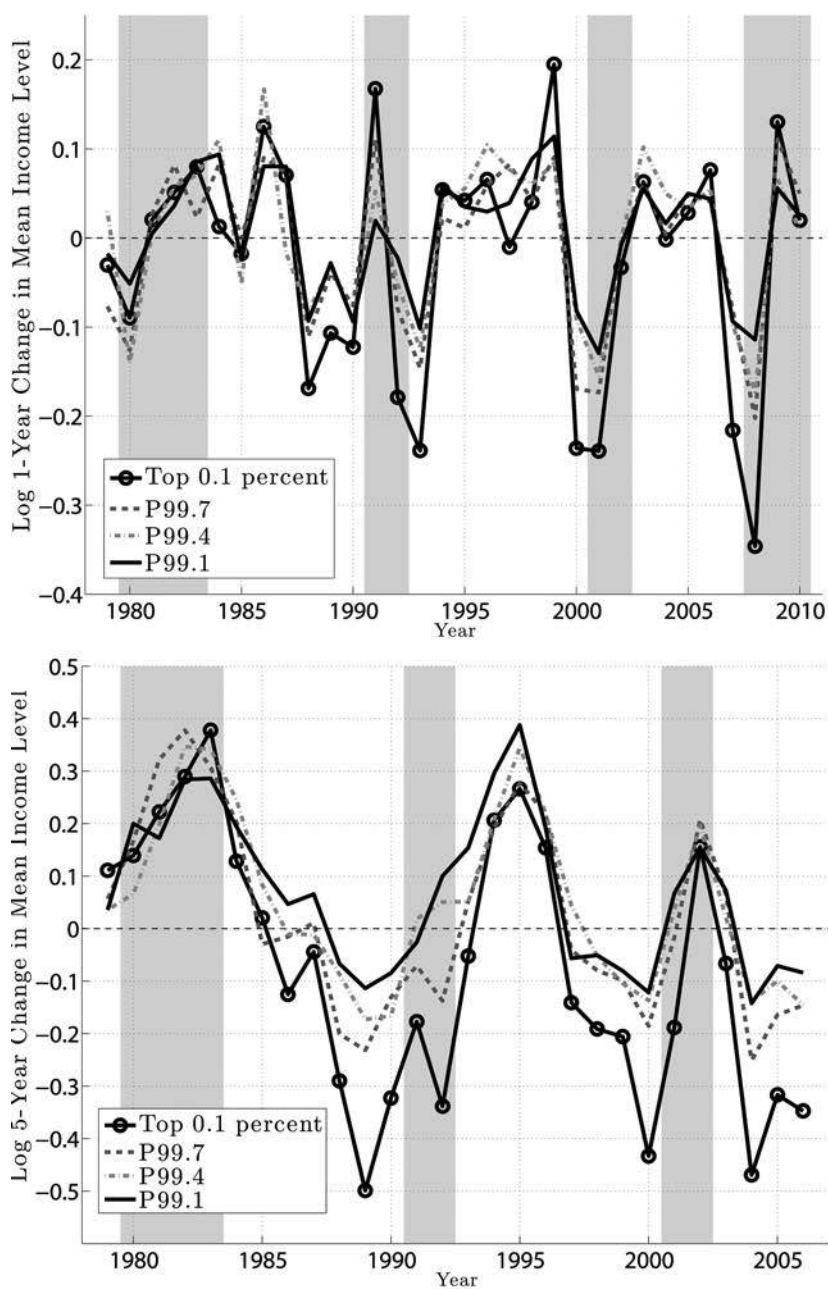 Log 1-Year Change in Mean Income Level
0.2
0.1
0
−0.1
−0.2
−0.3
−0.4
Top 0.1 percent
P99.7
P99.4
P99.1
1980 1985 1990 1995 2000 2005 2010
Year
Log 5-Year Change in Mean Income Level
0.5
0.4
0.3
0.2
0.1
0
−0.1
−0.2
−0.3
−0.4
−0.5
Top 0.1 percent
P99.7
P99.4
P99.1
1980 1985 1990 1995 2000 2005
Year